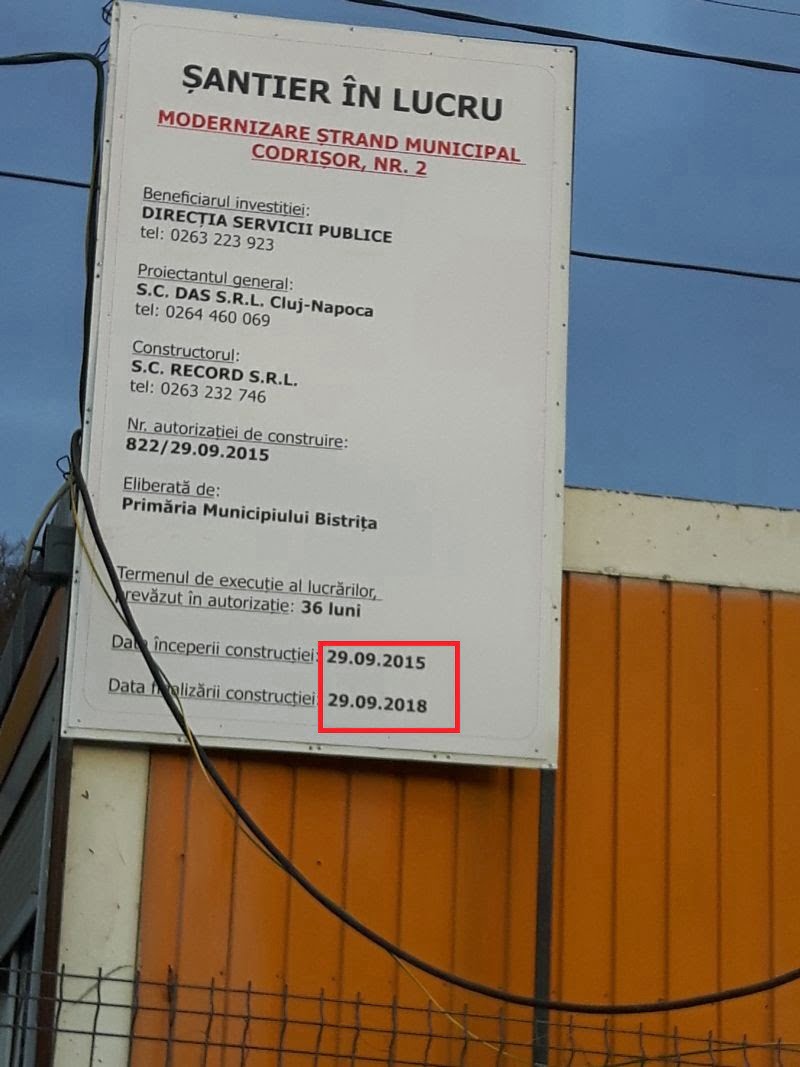 ȘANTIER ÎN LUCRU
MODERNIZARE ȘTRAND MUNICIPAL
CODRIȘOR, NR. 2
Beneficiarul investitiei:
DIRECȚIA SERVICII PUBLICE
tel: 0263 223 923
Proiectantul general:
S.C. DAS S.R.L. Cluj-Napoca
tel: 0264 460 069
Constructorul:
S.C. RECORD S.R.L.
tel: 0263 232 746
Nr. autorizației de construire:
822/29.09.2015
Eliberată de:
Primăria Municipiului Bistrița
Termenul de execuție al lucrărilor,
prevăzut în autorizație: 36 luni
Data începerii construcției: 29.09.2015
Data finalizării construcției: 29.09.2018